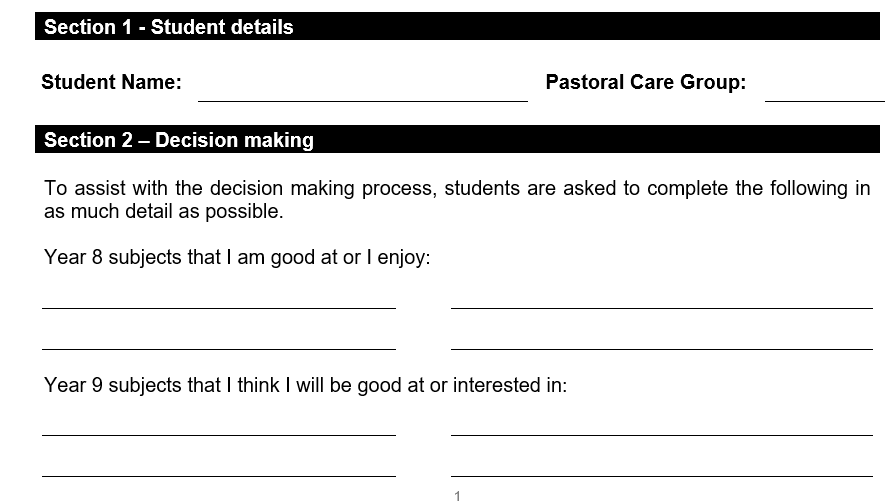 Section 1 - Student details
Student Name: Pastoral Care Group:
Section 2 – Decision making
To assist with the decision making process, students are asked to complete the following in
as much detail as possible.
Year 8 subjects that I am good at or I enjoy:
Year 9 subjects that I think I will be good at or interested in:
1